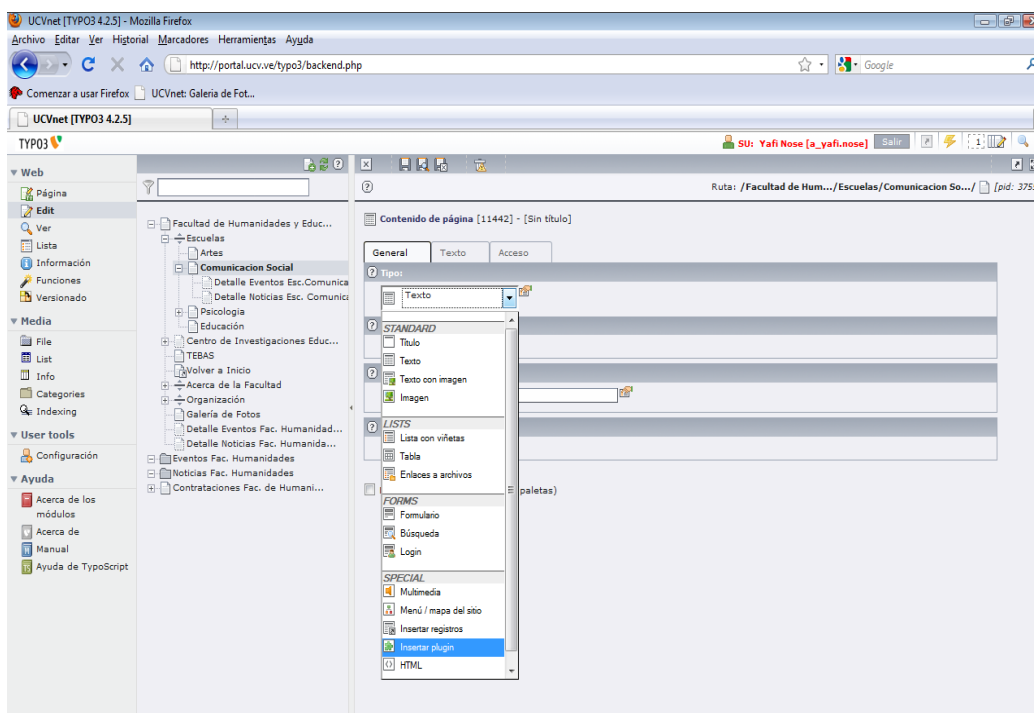 UCVnet [TYPO3 4.2.5] - Mozilla Firefox
Archivo Editar Ver Historial Marcadores Herramientas Ayuda
http://portal.ucv.ve/typo3/backend.php
Google
Comenzar a usar Firefox UCVnet: Galeria de Fot...
UCVnet [TYPO3 4.2.5]
TYPO3
SU: Yafi Nose [a_yafi.nose] Salir
Web
Página
Edit
Ver
Lista
Información
Funciones
Versionado
Media
File
List
Info
Categories
Indexing
User tools
Configuración
Ayuda
Acerca de los
módulos
Acerca de
Manual
Ayuda de TypoScript
Facultad de Humanidades y Educ...
Escuelas
Artes
Comunicacion Social
Detalle Eventos Esc.Comunica
Detalle Noticias Esc. Comunica
Psicologia
Educación
Centro de Investigaciones Educ...
TEBAS
Volver a Inicio
Acerca de la Facultad
Organización
Galería de Fotos
Detalle Eventos Fac. Humanidad...
Detalle Noticias Fac. Humanida...
Eventos Fac. Humanidades
Noticias Fac. Humanidades
Contrataciones Fac. de Humani...
Ruta: /Facultad de Hum.../Escuelas/Comunicacion So.../ [pid: 375
Contenido de página [11442] - [Sin título]
General Texto Acceso
Tipo:
Texto
STANDARD
Título
Texto
Texto con imagen
Imagen
LISTS
Lista con viñetas
Tabla
Enlaces a archivos
paletas)
FORMS
Formulario
Búsqueda
Login
SPECIAL
Multimedia
Menú / mapa del sitio
Insertar registros
Insertar plugin
HTML